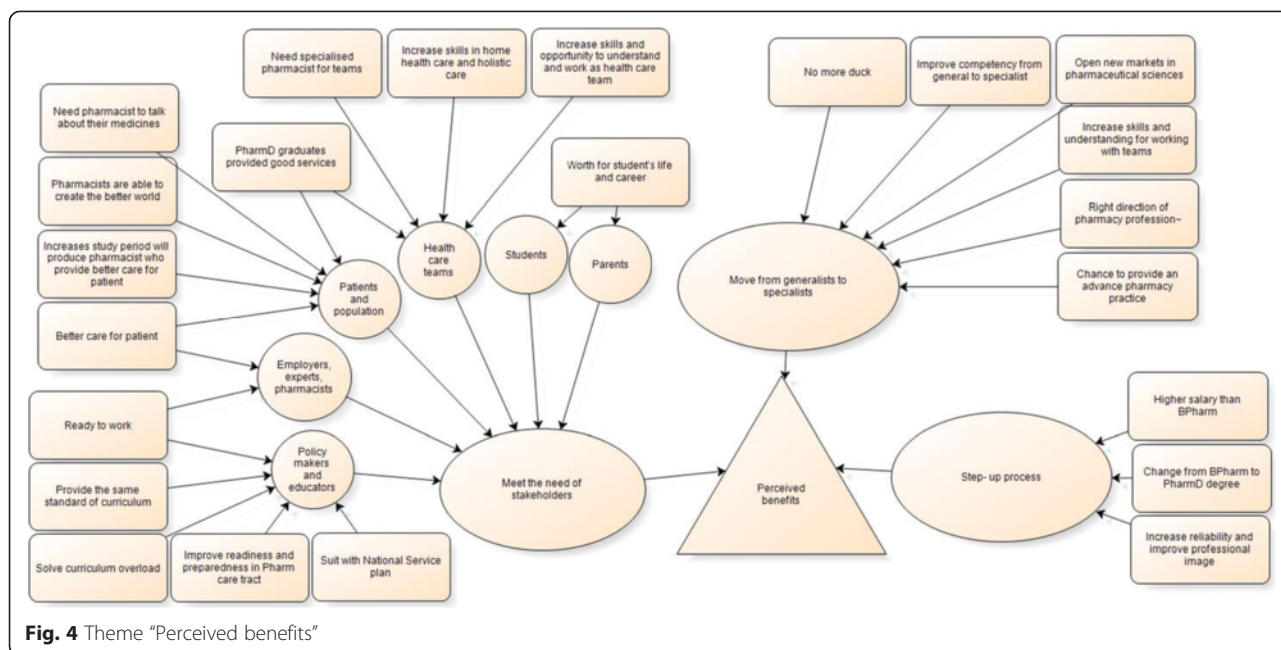 Need specialised
pharmacist for teams
Increase skills in home
health care and holistic
care
Increase skills and
opportunity to understand
and work as health care
team
No more duck
Improve competency from
general to specialist
Open new markets in
pharmaceutical sciences
Need pharmacist to talk
about their medicines
PharmD graduates
provided good services
Worth for student's life
and career
Increase skills and
understanding for working
with teams
Pharmacists are able to
create the better world
Right direction of
pharmacy profession~
Increases study period will
produce pharmacist who
provide better care for
patient
Health
care
teams
Students
Parents
Move from generalists to
specialists
Chance to provide an
advance pharmacy
practice
Patients
and
population
Better care for patient
Employers,
experts,
pharmacists
Ready to work
Policy
makers
and
educators
Meet the need of
stakeholders
Perceived
benefits
Step- up process
Higher salary than
BPharm
Provide the same
standard of curriculum
Change from BPharm to
PharmD degree
Solve curriculum overload
Improve readiness and
preparedness in Pharm
care tract
Suit with National Service
plan
Increase reliability and
improve professional
image
Fig. 4 Theme “Perceived benefits”